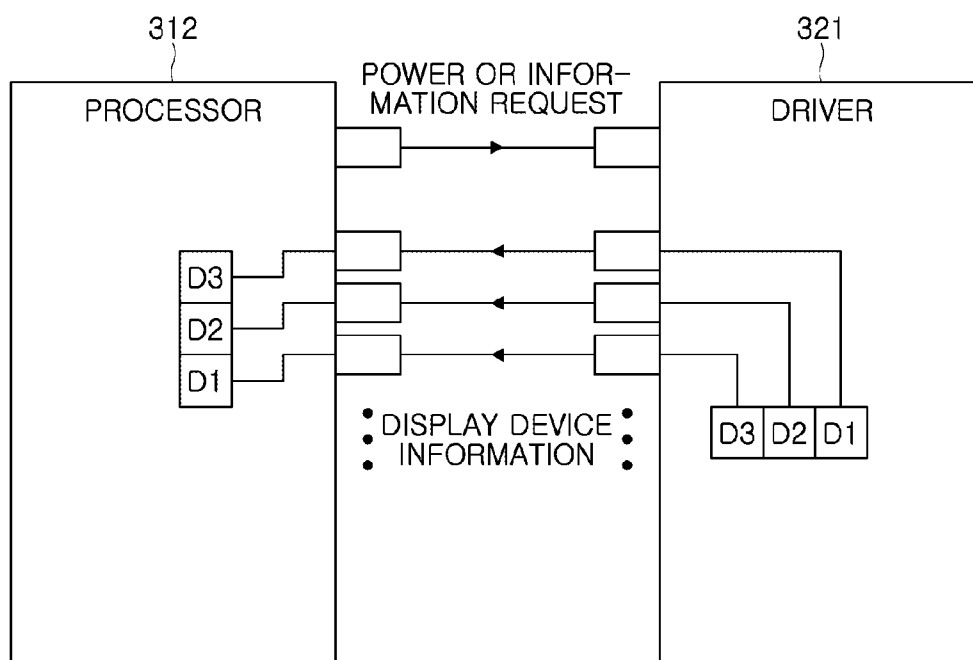 312
321
POWER OR INFOR-
MATION REQUEST
PROCESSOR
DRIVER
D3
D2
D1
DISPLAY DEVICE
INFORMATION
D3 D2 D1